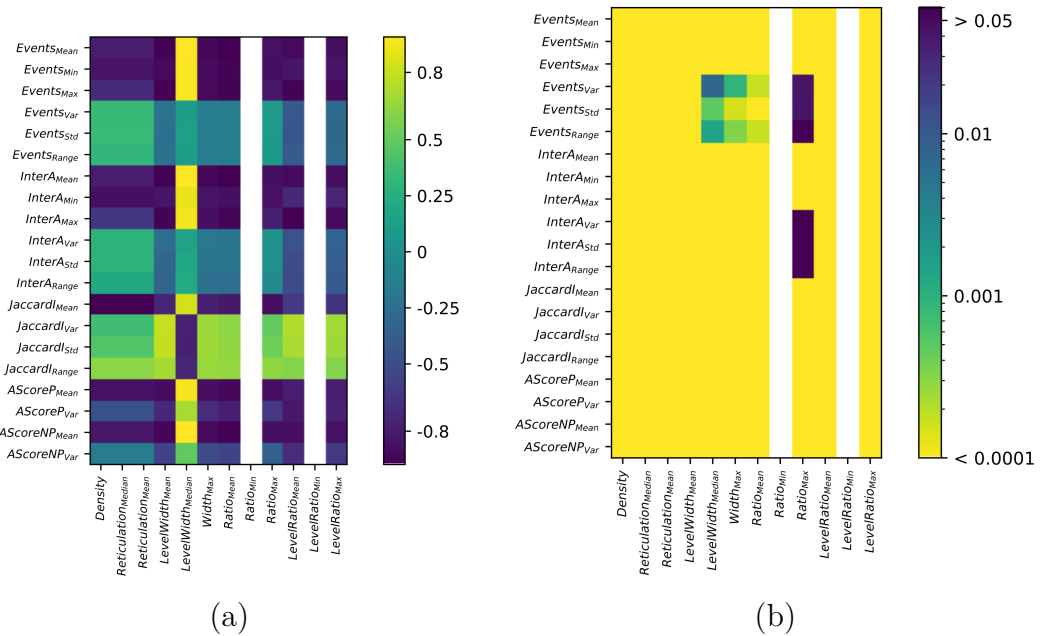 Events_Mean
Events_Min
Events_Max
Events_Var
Events_Std
Events_Range
InterA_Mean
InterA_Min
InterA_Max
InterA_Var
InterA_Std
InterA_Range
JaccardI_Mean
JaccardI_Var
JaccardI_Std
JaccardI_Range
AScoreP_Mean
AScoreP_Var
AScoreNP_Mean
AScoreNP_Var
Density
Reticulation_Median
Reticulation_Mean
LevelWidth_Mean
LevelWidth_Median
Width_Max
Ratio_Mean
Ratio_Min
Ratio_Max
LevelRatio_Mean
LevelRatio_Min
LevelRatio_Max
0.8
0.5
0.25
0
-0.25
-0.5
-0.8
(a)
Events_Mean
Events_Min
Events_Max
Events_Var
Events_Std
Events_Range
InterA_Mean
InterA_Min
InterA_Max
InterA_Var
InterA_Std
InterA_Range
JaccardI_Mean
JaccardI_Var
JaccardI_Std
JaccardI_Range
AScoreP_Mean
AScoreP_Var
AScoreNP_Mean
AScoreNP_Var
Density
Reticulation_Median
Reticulation_Mean
LevelWidth_Mean
LevelWidth_Median
Width_Max
Ratio_Mean
Ratio_Min
Ratio_Max
LevelRatio_Mean
LevelRatio_Min
LevelRatio_Max
> 0.05
0.01
0.001
< 0.0001
(b)